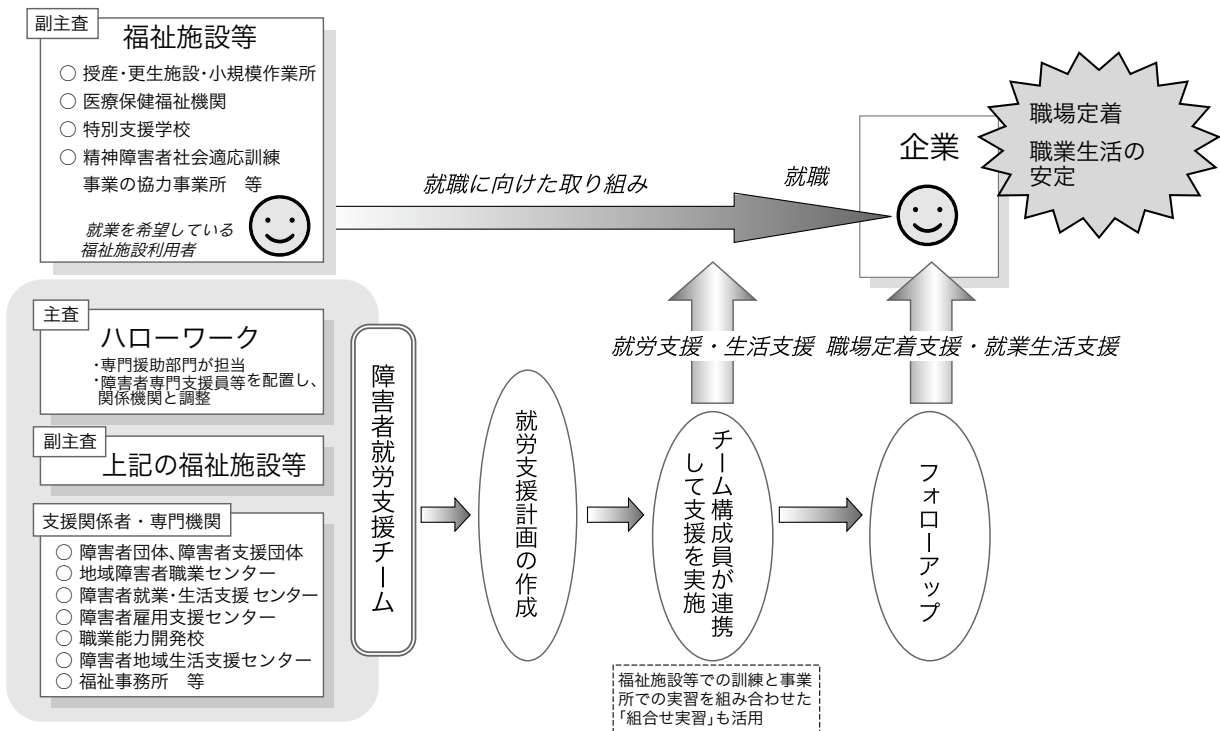 副主査
福祉施設等
○ 授産・更生施設・小規模作業所
○ 医療保健福祉機関
○ 特別支援学校
○ 精神障害者社会適応訓練
事業の協力事業所　等
就業を希望している
福祉施設利用者
就職に向けた取り組み
就職
企業
職場定着
職業生活の
安定
主査
ハローワーク
・専門援助部門が担当
・障害者専門支援員等を配置し、
関係機関と調整
副主査
上記の福祉施設等
支援関係者・専門機関
○ 障害者団体、障害者支援団体
○ 地域障害者職業センター
○ 障害者就業・生活支援センター
○ 障害者雇用支援センター
○ 職業能力開発校
○ 障害者地域生活支援センター
○ 福祉事務所　等
障害者就労支援チーム
就労支援計画の作成
就労支援・生活支援
チーム構成員が連携
して支援を実施
福祉施設等での訓練と事業
所での実習を組み合わせた
「組合せ実習」も活用
職場定着支援・就業生活支援
フォローアップ